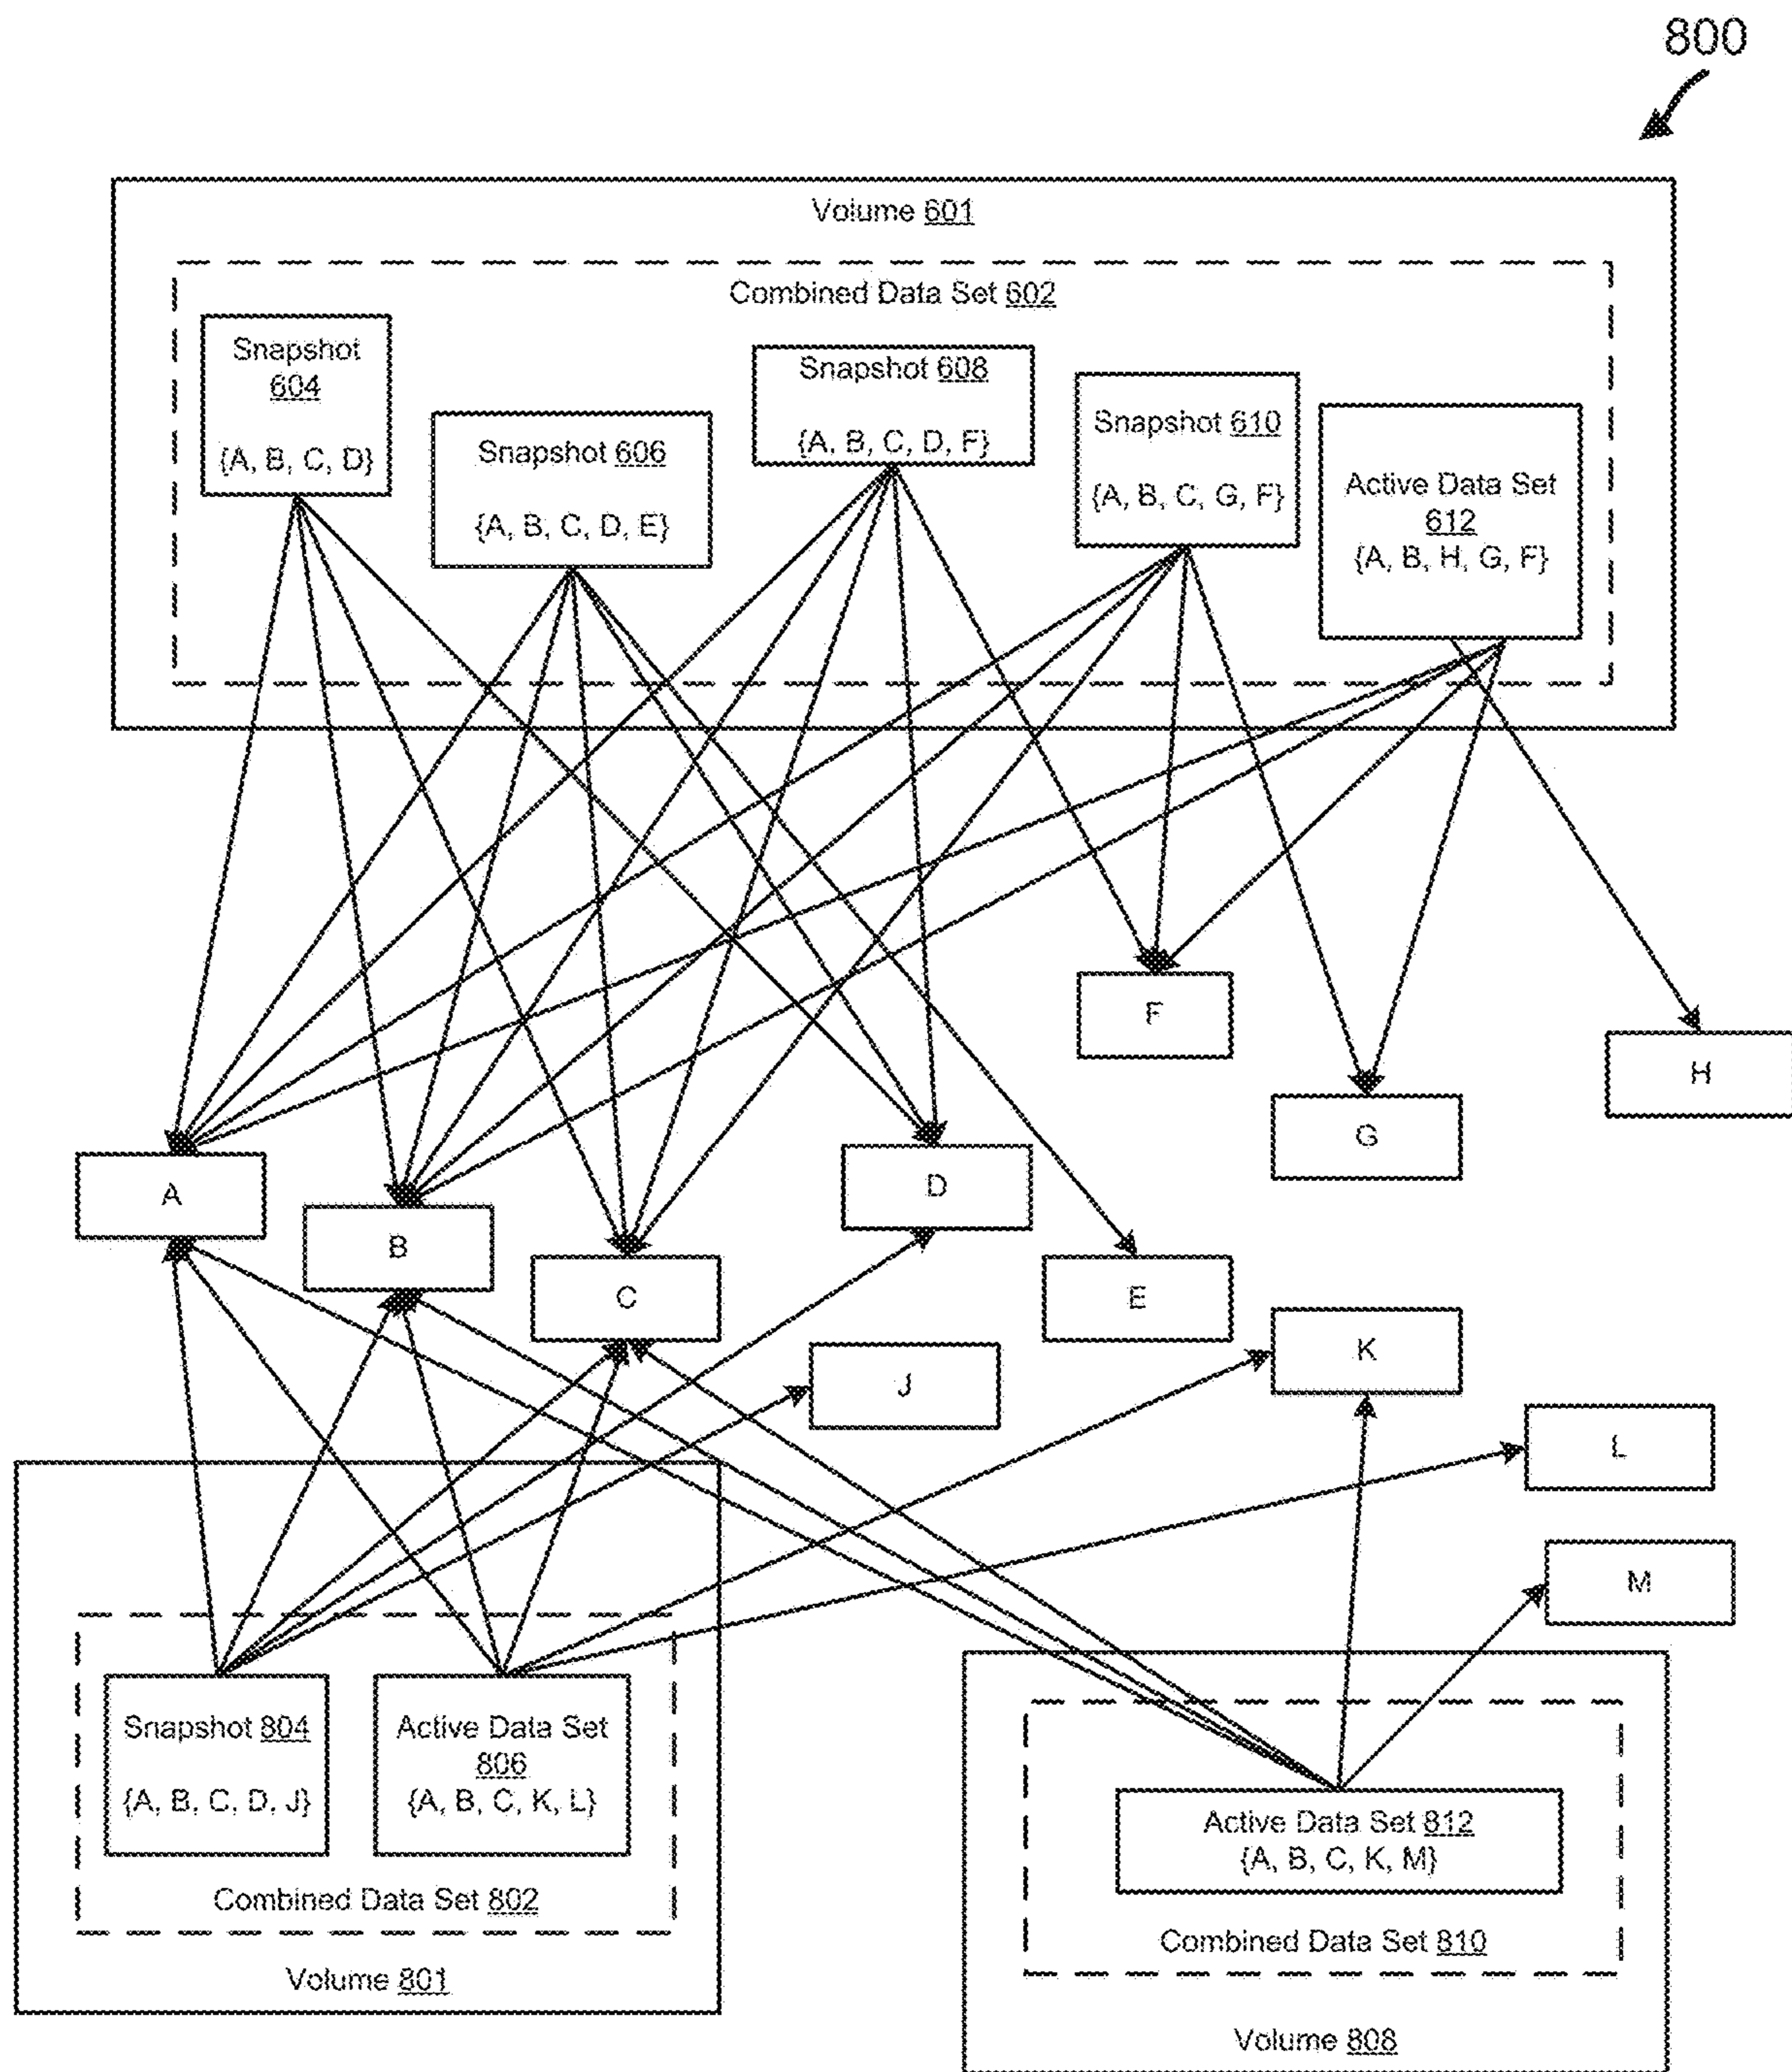 800
Volume 601
Combined Data Set 602
Snapshot
604
{A, B, C, D}
Snapshot 606
{A, B, C, D, E}
Snapshot 608
{A, B, C, D, F}
Snapshot 610
{A, B, C, G, F}
Active Data Set
612
{A, B, H, G, F}
F
H
G
A
D
B
C
E
K
J
L
M
Snapshot 804
{A, B, C, D, J}
Active Data Set
806
{A, B, C, K, L}
Combined Data Set 802
Volume 801
Active Data Set 812
{A, B, C, K, M}
Combined Data Set 810
Volume 808